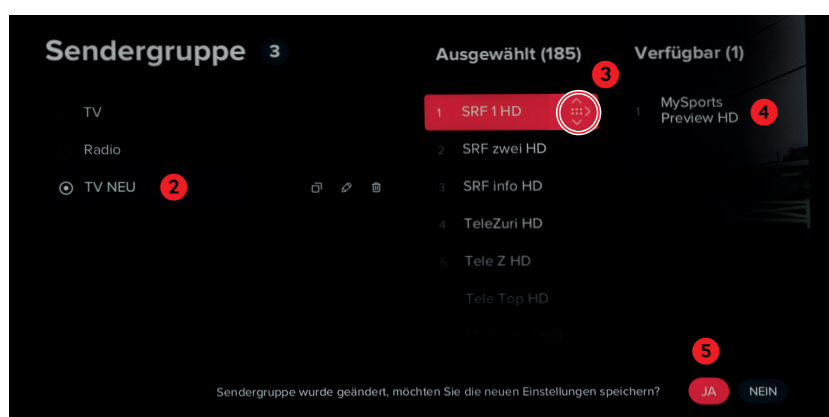 Sendergruppe 3
TV
Radio
TV NEU 2
Ausgewählt (185)
3
1 SRF 1 HD
2 SRF zwei HD
3 SRF info HD
4 TeleZuri HD
5 Tele Z HD
Tele Top HD
Verfügbar (1)
1 MySports
Preview HD 4
5
Sendergruppe wurde geändert, möchten Sie die neuen Einstellungen speichern? JA NEIN